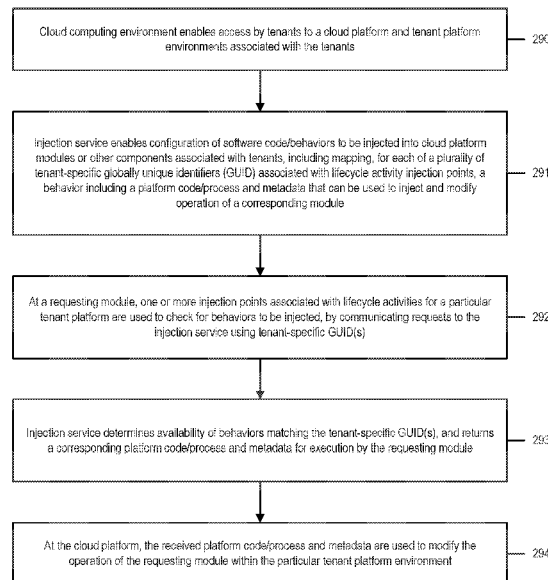 Cloud computing environment enables access by tenants to a cloud platform and tenant platform
environments associated with the tenants
290
Injection service enables configuration of software code/behaviors to be injected into cloud platform
modules or other components associated with tenants, including mapping, for each of a plurality of
tenant-specific globally unique identifiers (GUID) associated with lifecycle activity injection points, a
behavior including a platform code/process and metadata that can be used to inject and modify
operation of a corresponding module
291
At a requesting module, one or more injection points associated with lifecycle activities for a particular
tenant platform are used to check for behaviors to be injected, by communicating requests to the
injection service using tenant-specific GUID(s)
292
Injection service determines availability of behaviors matching the tenant-specific GUID(s), and returns
a corresponding platform code/process and metadata for execution by the requesting module
293
At the cloud platform, the received platform code/process and metadata are used to modify the
operation of the requesting module within the particular tenant platform environment
294